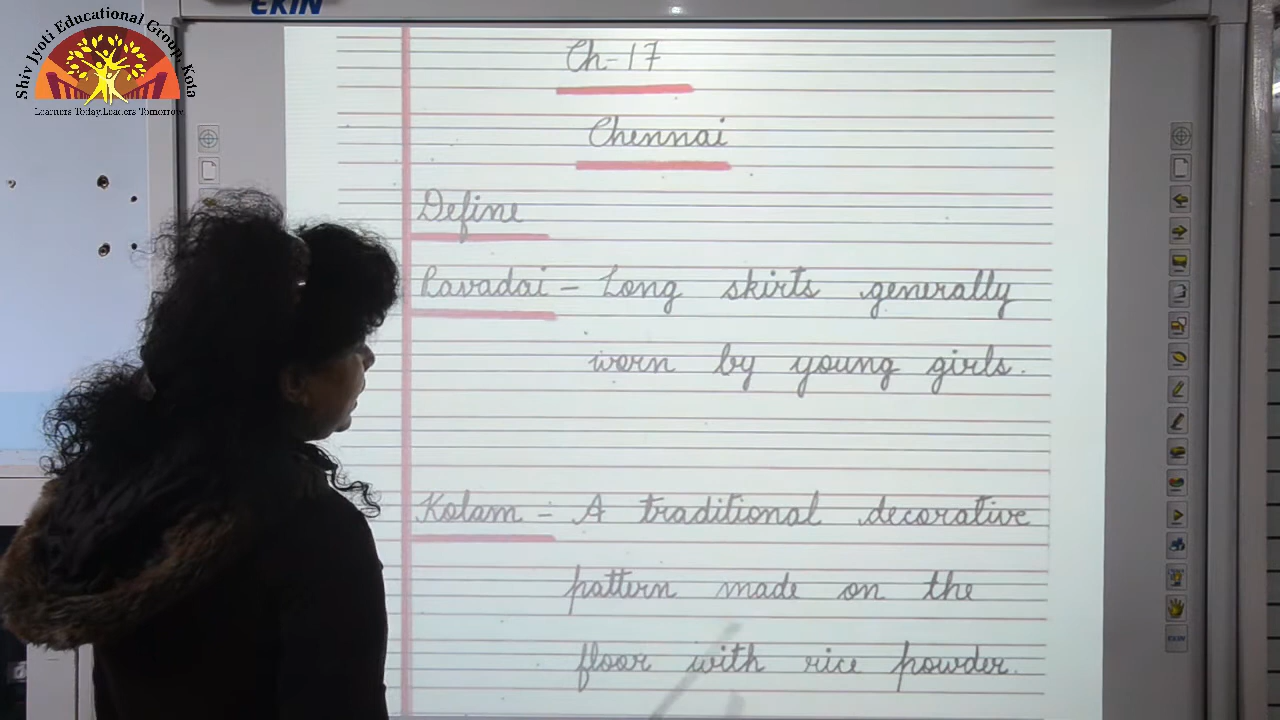 EKIN
Shiv Jyoti Educational Group, Kota
Learners Today Leaders Tomorrow
Ch-17
Chennai
Define
Pavadai - Long skirts generally
worn by young girls.
Kolam - A traditional decorative
pattern made on the
floor with rice powder.
EKIN